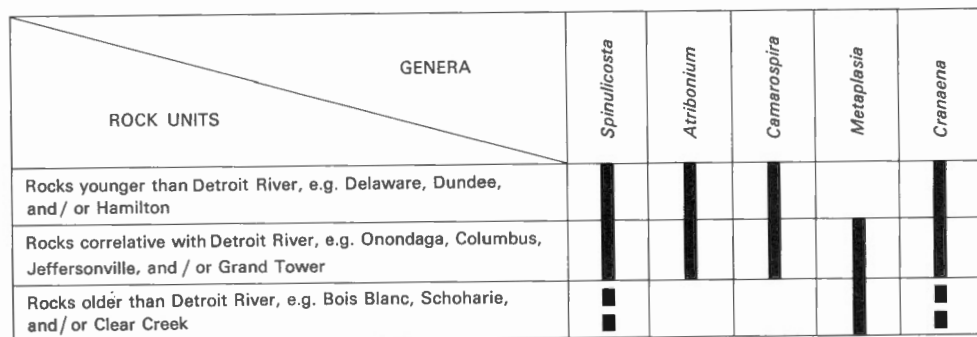 GENERA
ROCK UNITS
Spinulicosta
Atribonium
Camarospira
Metaplasia
Cranaena
Rocks younger than Detroit River, e.g. Delaware, Dundee,
and / or Hamilton
Rocks correlative with Detroit River, e.g. Onondaga, Columbus,
Jeffersonville, and / or Grand Tower
Rocks older than Detroit River, e.g. Bois Blanc, Schoharie,
and / or Clear Creek